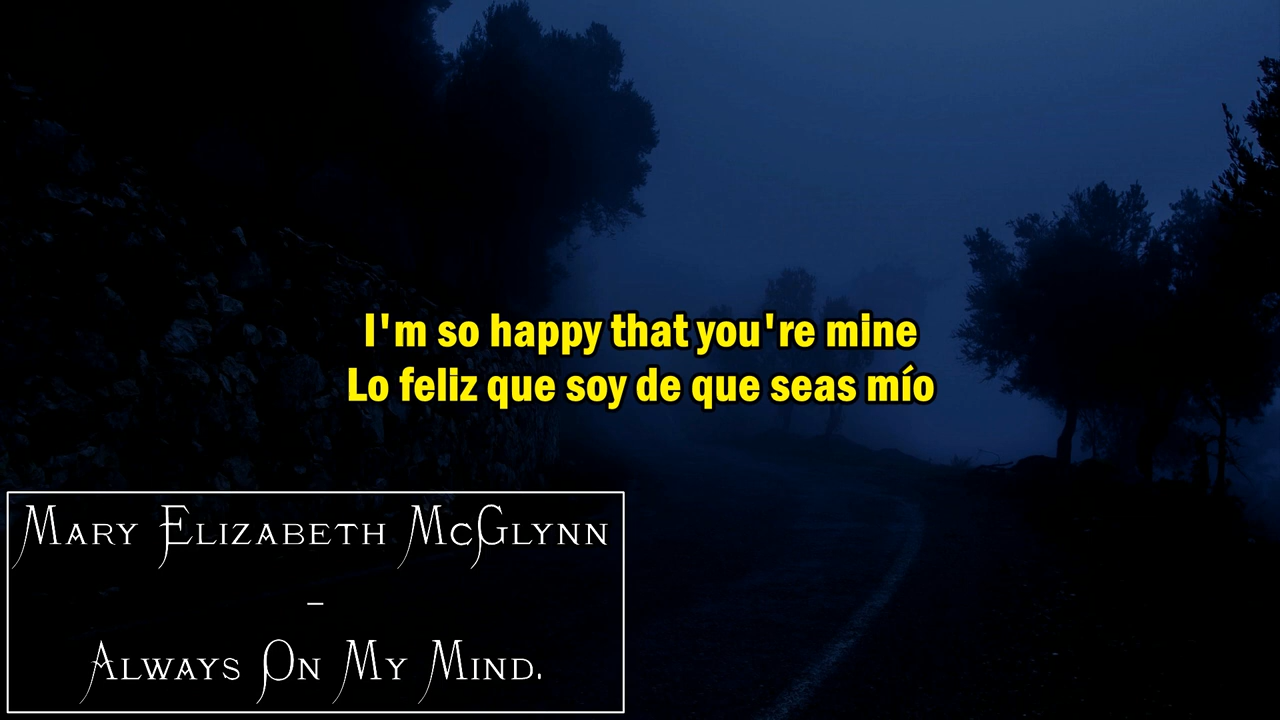 I'm so happy that you're mine
Lo feliz que soy de que seas mío
Mary Elizabeth McGlynn
–
Always On My Mind.